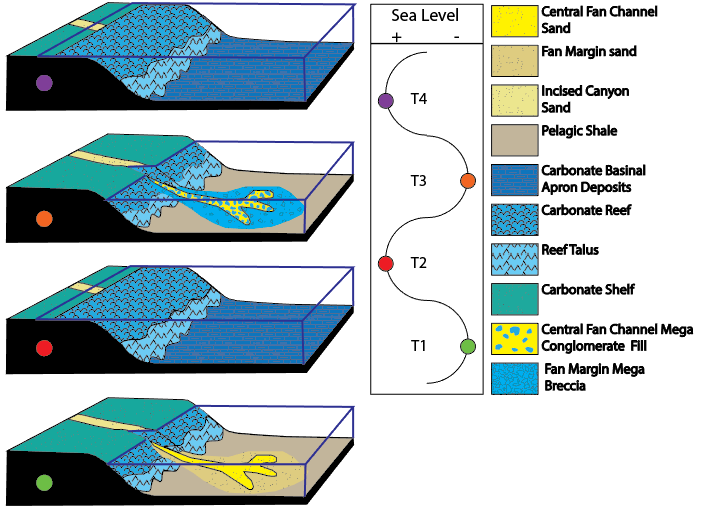 Sea Level
+ -
T4
T3
T2
T1
Central Fan Channel
Sand
Fan Margin sand
Incised Canyon
Sand
Pelagic Shale
Carbonate Basinal
Apron Deposits
Carbonate Reef
Reef Talus
Carbonate Shelf
Central Fan Channel Mega
Conglomerate Fill
Fan Margin Mega
Breccia